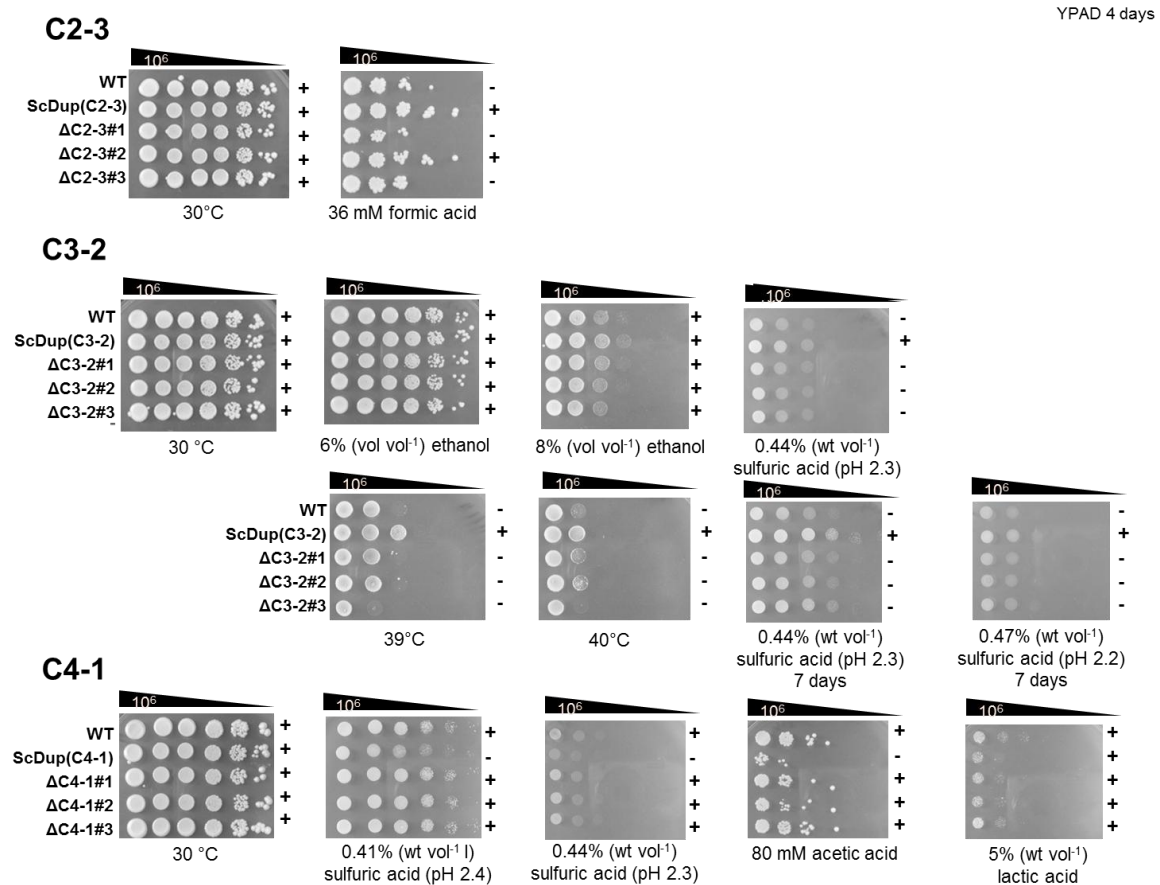 YPAD 4 days
C2-3
10⁶ 10⁶
WT + -
ScDup(C2-3) + +
ΔC2-3#1 + -
ΔC2-3#2 + +
ΔC2-3#3 + -
30°C 36 mM formic acid
C3-2
10⁶ 10⁶ 10⁶ .10⁶
WT + + + -
ScDup(C3-2) + + + +
ΔC3-2#1 + + + -
ΔC3-2#2 + + + -
ΔC3-2#3 + + + -
-
30 °C 6% (vol vol⁻¹) ethanol 8% (vol vol⁻¹) ethanol 0.44% (wt vol⁻¹)
sulfuric acid (pH 2.3)
10⁶ 10⁶ 10⁶ 10⁶
WT - - - -
ScDup(C3-2) + + + +
ΔC3-2#1 - - - -
ΔC3-2#2 - - - -
ΔC3-2#3 - - - -
39°C 40°C 0.44% (wt vol⁻¹) 0.47% (wt vol⁻¹)
sulfuric acid (pH 2.3) sulfuric acid (pH 2.2)
7 days 7 days
C4-1
10⁶ 10⁶ 10⁶ 10⁶ 10⁶
WT + + + + +
ScDup(C4-1) + - - - +
ΔC4-1#1 + + + + +
ΔC4-1#2 + + + + +
ΔC4-1#3 + + + + +
30 °C 0.41% (wt vol⁻¹ l) 0.44% (wt vol⁻¹) 80 mM acetic acid 5% (wt vol⁻¹)
sulfuric acid (pH 2.4) sulfuric acid (pH 2.3) lactic acid